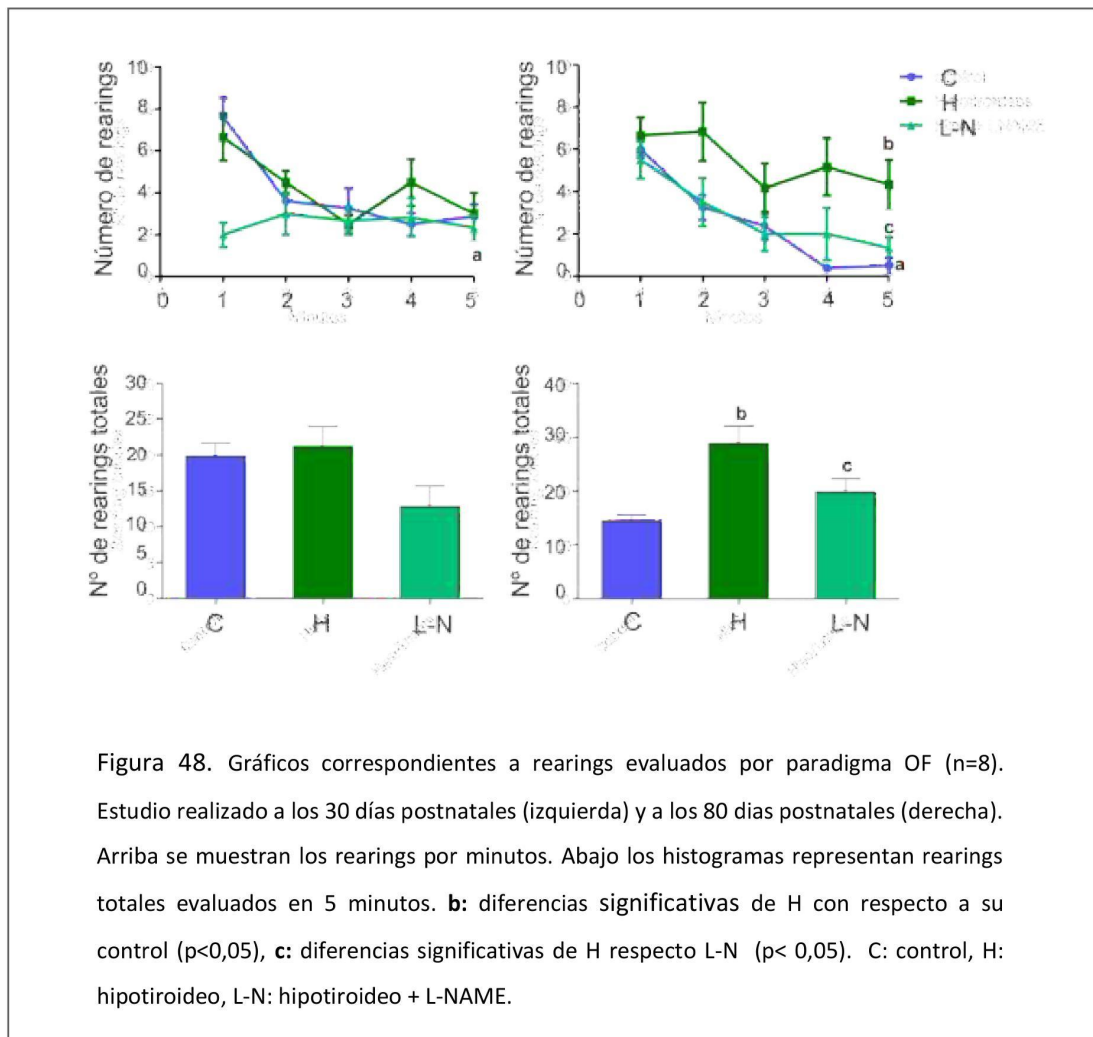 Número de rearings
10
8
6
4
2
0
0 1 2 3 4 5
Minutos
a
Número de rearings
10
8
6
4
2
0
0 1 2 3 4 5
Minutos
b
c
a
C
H
L-N
Nº de rearings totales
30
25
20
15
10
5
0
C H L-N
Nº de rearings totales
40
30
20
10
0
b
c
C H L-N
Figura 48. Gráficos correspondientes a rearings evaluados por paradigma OF (n=8).
Estudio realizado a los 30 días postnatales (izquierda) y a los 80 dias postnatales (derecha).
Arriba se muestran los rearings por minutos. Abajo los histogramas representan rearings
totales evaluados en 5 minutos. b: diferencias significativas de H con respecto a su
control (p<0,05), c: diferencias significativas de H respecto L-N (p< 0,05). C: control, H:
hipotiroideo, L-N: hipotiroideo + L-NAME.